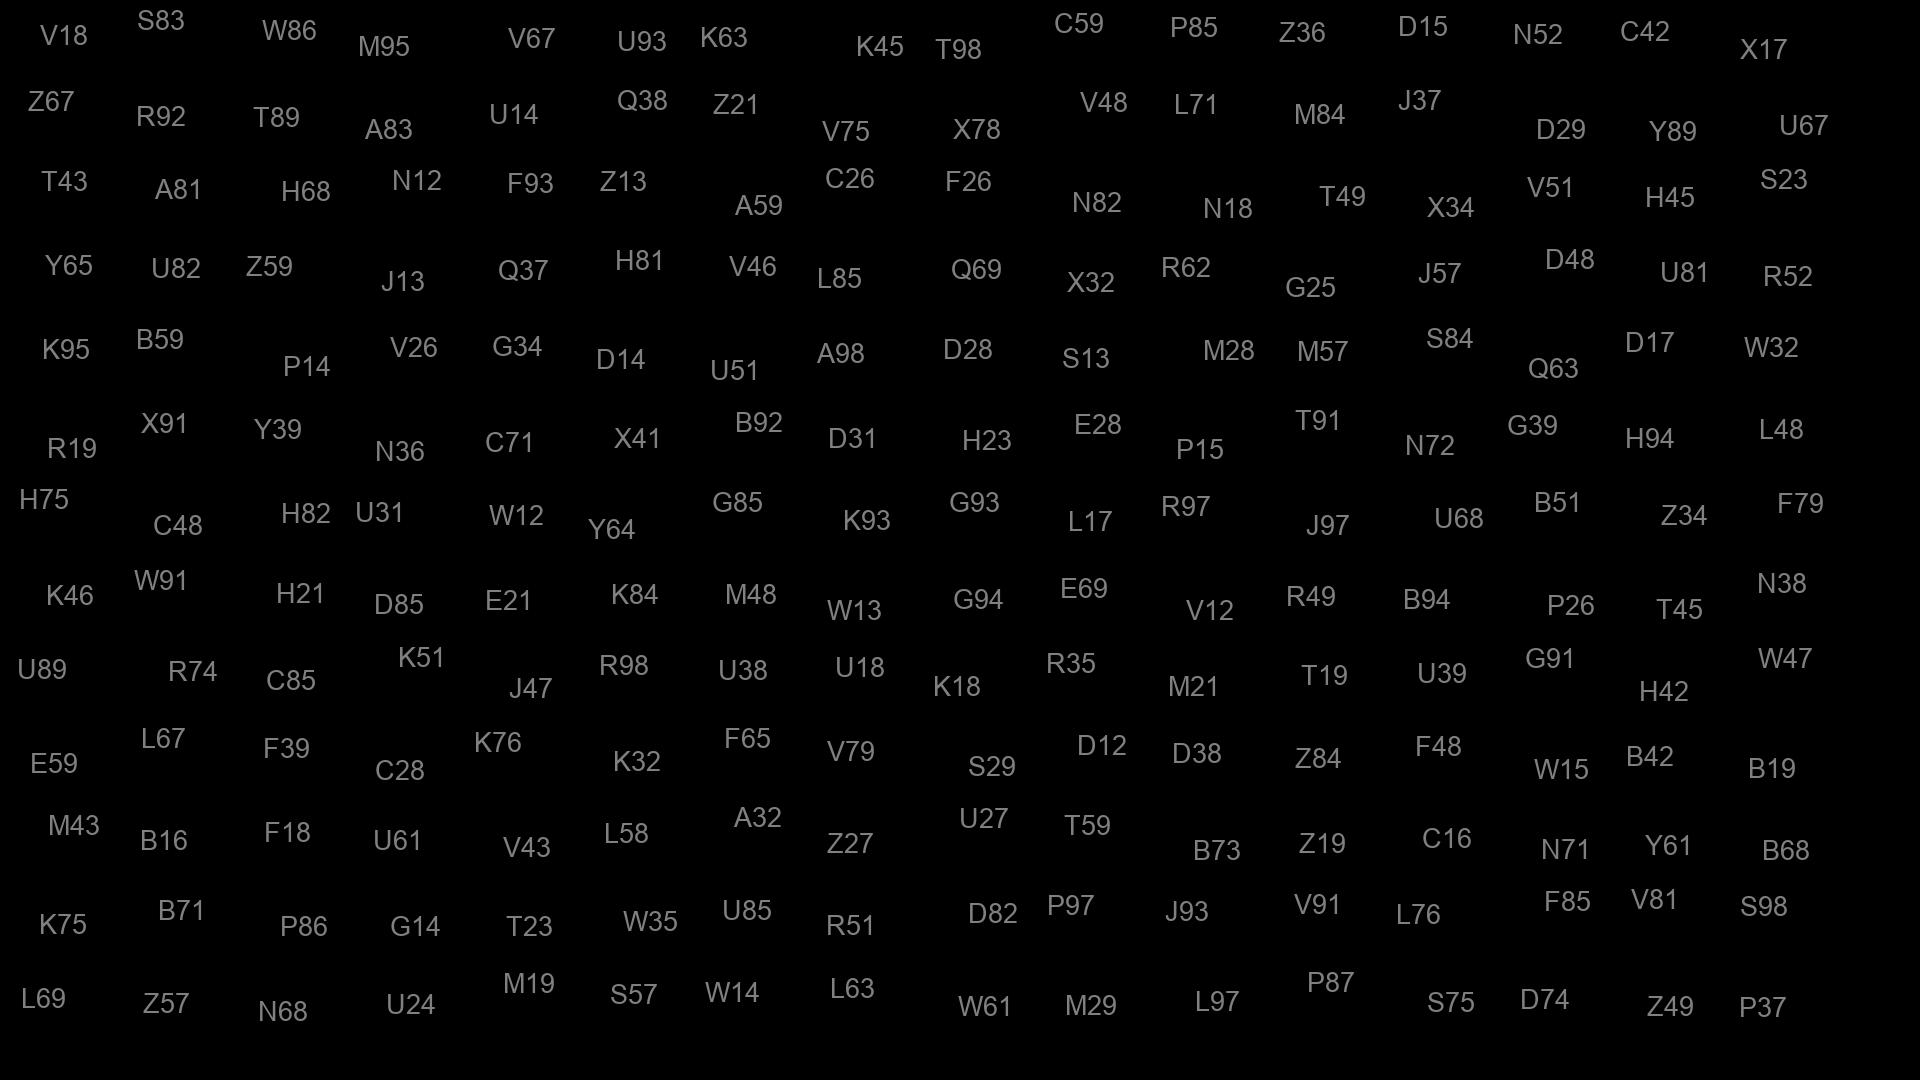 V18 S83 W86 M95 V67 U93 K63 K45 T98 C59 P85 Z36 D15 N52 C42 X17
Z67 R92 T89 A83 U14 Q38 Z21 V75 X78 V48 L71 M84 J37 D29 Y89 U67
T43 A81 H68 N12 F93 Z13 A59 C26 F26 N82 N18 T49 X34 V51 H45 S23
Y65 U82 Z59 J13 Q37 H81 V46 L85 Q69 X32 R62 G25 J57 D48 U81 R52
K95 B59 P14 V26 G34 D14 U51 A98 D28 S13 M28 M57 S84 Q63 D17 W32
R19 X91 Y39 N36 C71 X41 B92 D31 H23 E28 P15 T91 N72 G39 H94 L48
H75 C48 H82 U31 W12 Y64 G85 K93 G93 L17 R97 J97 U68 B51 Z34 F79
K46 W91 H21 D85 E21 K84 M48 W13 G94 E69 V12 R49 B94 P26 T45 N38
U89 R74 C85 K51 J47 R98 U38 U18 K18 R35 M21 T19 U39 G91 H42 W47
E59 L67 F39 C28 K76 K32 F65 V79 S29 D12 D38 Z84 F48 W15 B42 B19
M43 B16 F18 U61 V43 L58 A32 Z27 U27 T59 B73 Z19 C16 N71 Y61 B68
K75 B71 P86 G14 T23 W35 U85 R51 D82 P97 J93 V91 L76 F85 V81 S98
L69 Z57 N68 U24 M19 S57 W14 L63 W61 M29 L97 P87 S75 D74 Z49 P37